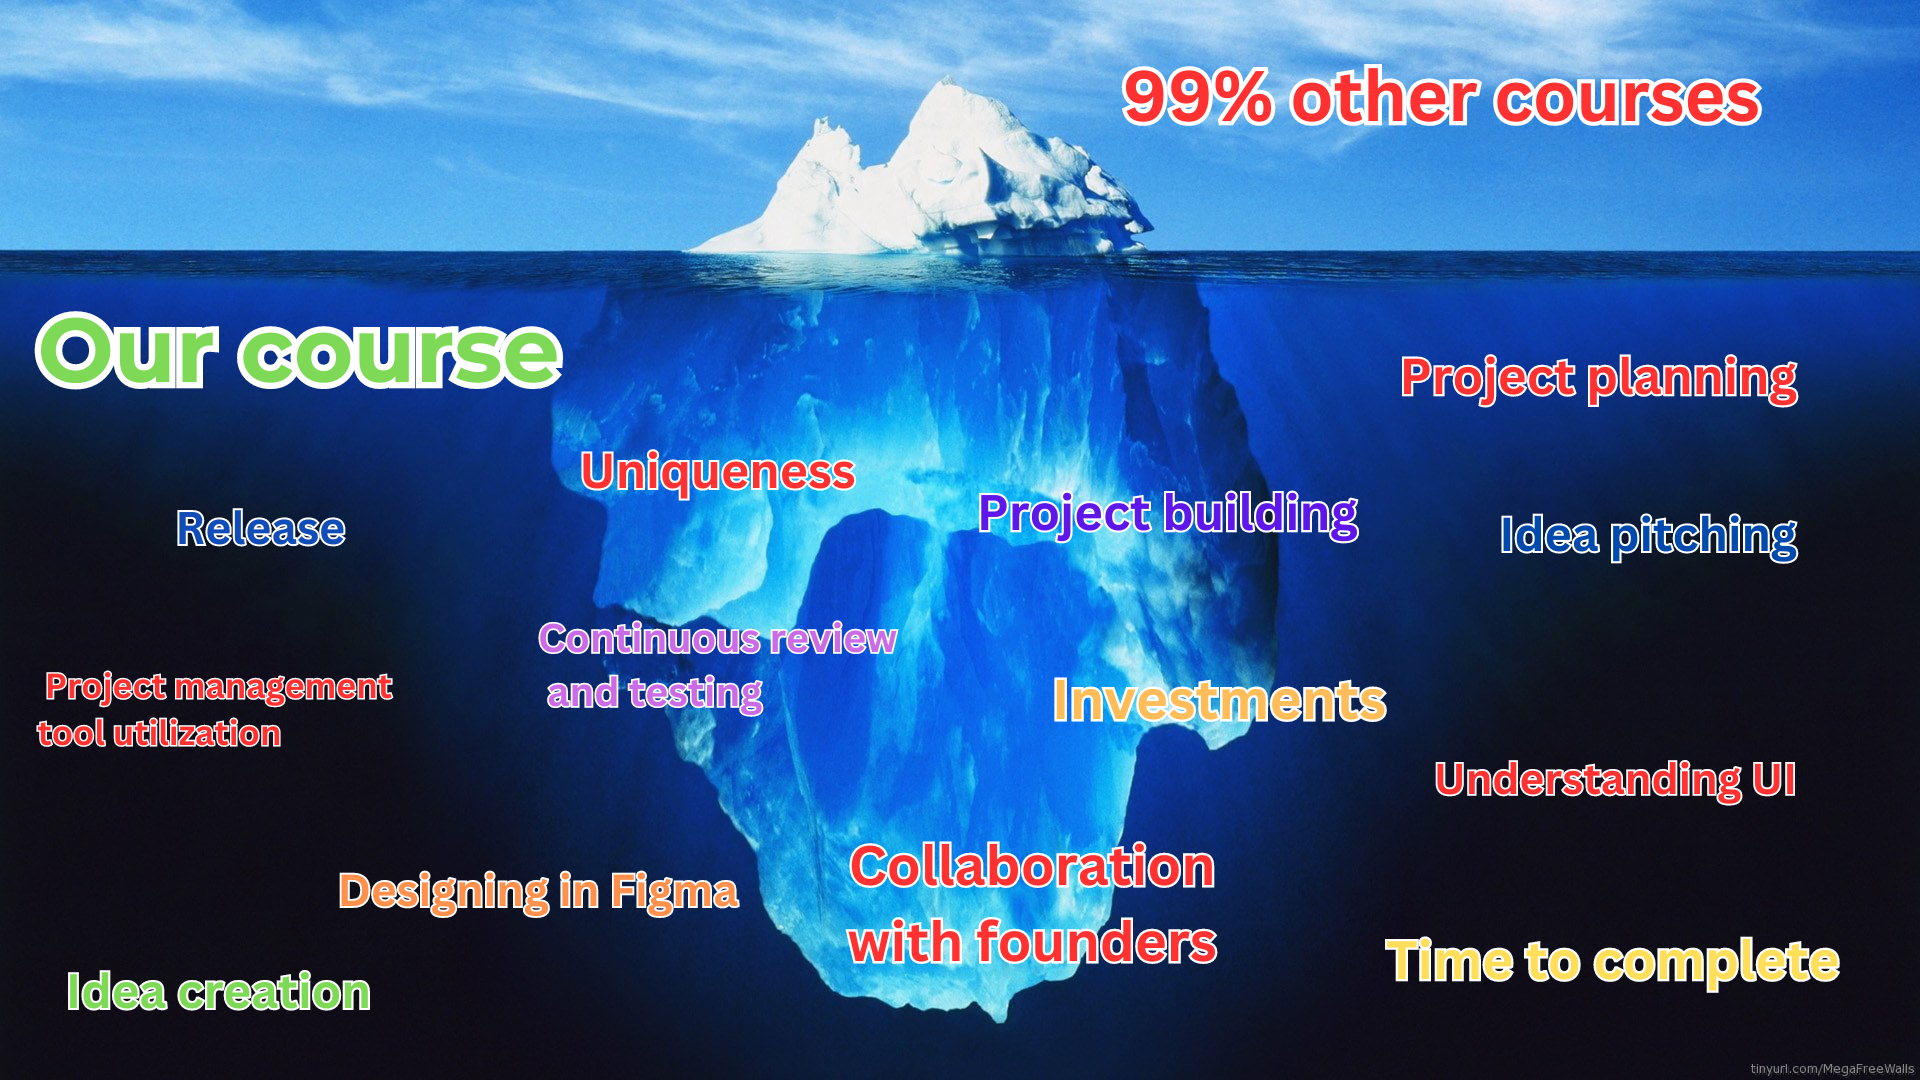 99% other courses
Our course
Project planning
Uniqueness
Project building
Release
Idea pitching
Continuous review
and testing
Project management
tool utilization
Investments
Understanding UI
Collaboration
with founders
Designing in Figma
Time to complete
Idea creation
tinyurl.com/MegaFreeWalls